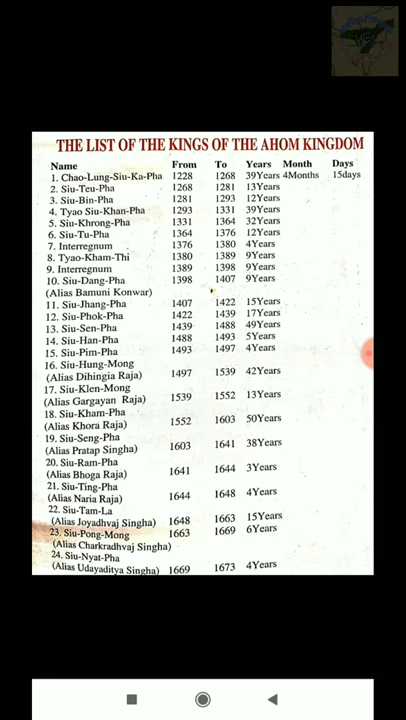 THE LIST OF THE KINGS OF THE AHOM KINGDOM
Name From To Years Month Days
1. Chao-Lung-Siu-Ka-Pha 1228 1268 39Years 4Months 15days
2. Siu-Teu-Pha 1268 1281 13Years
3. Siu-Bin-Pha 1281 1293 12Years
4. Tyao Siu-Khan-Pha 1293 1331 39Years
5. Siu-Khrong-Pha 1331 1364 32Years
6. Siu-Tu-Pha 1364 1376 12Years
7. Interregnum 1376 1380 4Years
8. Tyao-Kham-Thi 1380 1389 9Years
9. Interregnum 1389 1398 9Years
10. Siu-Dang-Pha 1398 1407 9Years
(Alias Bamuni Konwar)
11. Siu-Jhang-Pha 1407 1422 15Years
12. Siu-Phok-Pha 1422 1439 17Years
13. Siu-Sen-Pha 1439 1488 49Years
14. Siu-Han-Pha 1488 1493 5Years
15. Siu-Pim-Pha 1493 1497 4Years
16. Siu-Hung-Mong
(Alias Dihingia Raja) 1497 1539 42Years
17. Siu-Klen-Mong
(Alias Gargayan Raja) 1539 1552 13Years
18. Siu-Kham-Pha
(Alias Khora Raja) 1552 1603 50Years
19. Siu-Seng-Pha
(Alias Pratap Singha) 1603 1641 38Years
20. Siu-Ram-Pha
(Alias Bhoga Raja) 1641 1644 3Years
21. Siu-Ting-Pha
(Alias Naria Raja) 1644 1648 4Years
22. Siu-Tam-La
(Alias Joyadhvaj Singha) 1648 1663 15Years
23. Siu-Pong-Mong 1663 1669 6Years
(Alias Charkradhvaj Singha)
24. Siu-Nyat-Pha
(Alias Udayaditya Singha) 1669 1673 4Years